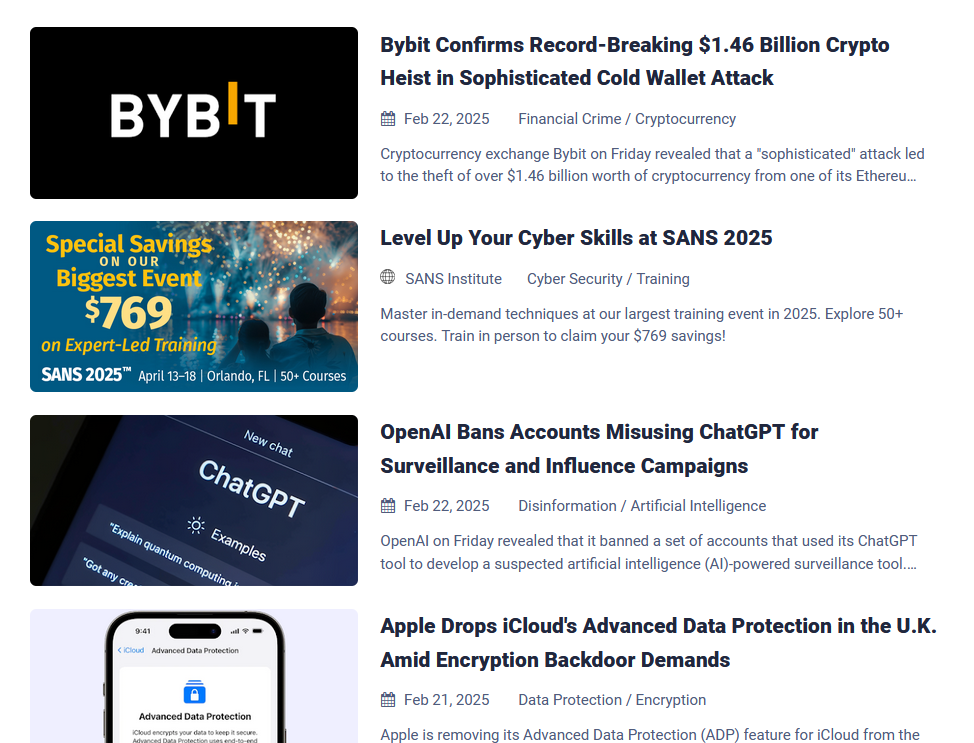 BYBIT
Bybit Confirms Record-Breaking $1.46 Billion Crypto
Heist in Sophisticated Cold Wallet Attack
Feb 22, 2025 Financial Crime / Cryptocurrency
Cryptocurrency exchange Bybit on Friday revealed that a "sophisticated" attack led
to the theft of over $1.46 billion worth of cryptocurrency from one of its Ethereu...
Special Savings
ON OUR
Biggest Event
$769
on Expert-Led Training
SANS 2025™ April 13–18 | Orlando, FL | 50+ Courses
Level Up Your Cyber Skills at SANS 2025
SANS Institute Cyber Security / Training
Master in-demand techniques at our largest training event in 2025. Explore 50+
courses. Train in person to claim your $769 savings!
New chat
ChatGPT
Examples
"Explain quantum computing in
"Got any crea
OpenAI Bans Accounts Misusing ChatGPT for
Surveillance and Influence Campaigns
Feb 22, 2025 Disinformation / Artificial Intelligence
OpenAI on Friday revealed that it banned a set of accounts that used its ChatGPT
tool to develop a suspected artificial intelligence (AI)-powered surveillance tool....
9:41
iCloud Advanced Data Protection
Advanced Data Protection
iCloud encrypts your data to keep it secure.
Advanced Data Protection uses end-to-end
Apple Drops iCloud's Advanced Data Protection in the U.K.
Amid Encryption Backdoor Demands
Feb 21, 2025 Data Protection / Encryption
Apple is removing its Advanced Data Protection (ADP) feature for iCloud from the